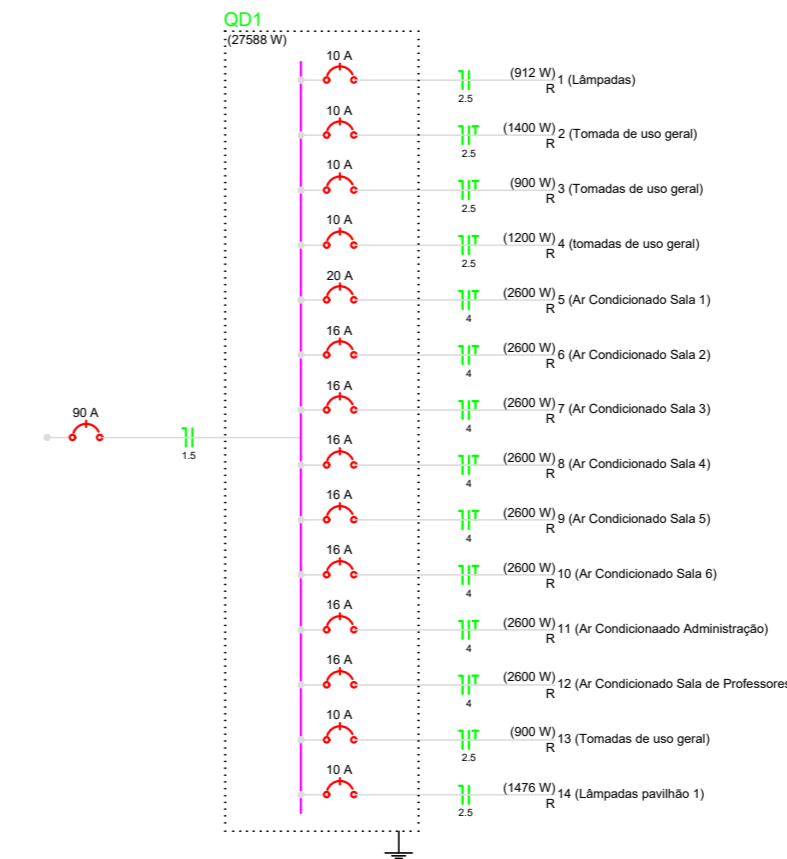 QD1
(27588 W)
10 A
(912 W) 1 (Lâmpadas)
2.5
R
10 A
(1400 W) 2 (Tomada de uso geral)
2.5
R
10 A
(900 W) 3 (Tomadas de uso geral)
2.5
R
10 A
(1200 W) 4 (tomadas de uso geral)
2.5
R
20 A
(2600 W) 5 (Ar Condicionado Sala 1)
4
R
16 A
(2600 W) 6 (Ar Condicionado Sala 2)
4
R
16 A
(2600 W) 7 (Ar Condicionado Sala 3)
4
R
90 A
1.5
16 A
(2600 W) 8 (Ar Condicionado Sala 4)
4
R
16 A
(2600 W) 9 (Ar Condicionado Sala 5)
4
R
16 A
(2600 W) 10 (Ar Condicionado Sala 6)
4
R
16 A
(2600 W) 11 (Ar Condicionaado Administração)
4
R
16 A
(2600 W) 12 (Ar Condicionado Sala de Professores
4
R
10 A
(900 W) 13 (Tomadas de uso geral)
2.5
R
10 A
(1476 W) 14 (Lâmpadas pavilhão 1)
2.5
R